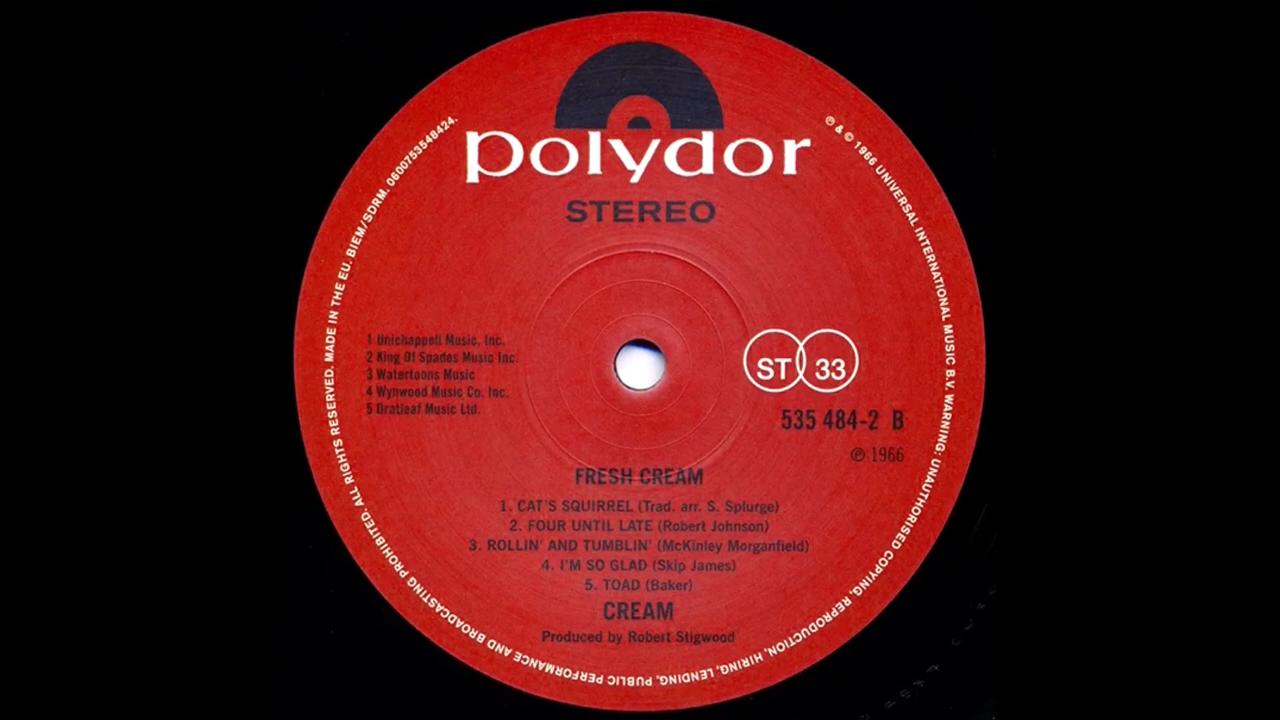 polydor
STEREO
1 Unichappell Music, Inc.
2 King Of Spades Music Inc.
3 Watertoons Music
4 Wynwood Music Co. Inc.
5 Dratleaf Music Ltd.
ST 33
535 484-2 B
℗ 1966
FRESH CREAM
1. CAT'S SQUIRREL (Trad. arr. S. Splurge)
2. FOUR UNTIL LATE (Robert Johnson)
3. ROLLIN' AND TUMBLIN' (McKinley Morganfield)
4. I'M SO GLAD (Skip James)
5. TOAD (Baker)
CREAM
Produced by Robert Stigwood
℗ & © 1966 UNIVERSAL INTERNATIONAL MUSIC B.V. WARNING: UNAUTHORISED COPYING, REPRODUCTION, HIRING, LENDING, PUBLIC PERFORMANCE AND BROADCASTING PROHIBITED. ALL RIGHTS RESERVED. MADE IN THE EU. BIEM/SDRM. 0600753548424.